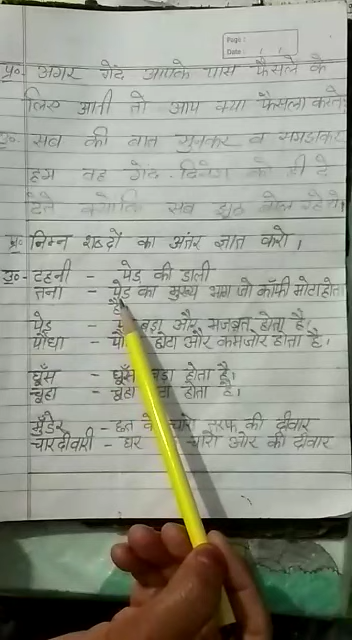 Page :
Date : / /
प्र०- अगर गेंद आपके पास फैसले के
लिए आती तो आप क्या फैसला करते
उ०- सब की बात सुनकर व समझकर
हम वह गेंद दिनेश को ही दे
देते क्योंकि सब झूठ बोल रहे थे।
प्र०- निम्न शब्दों का अंतर ज्ञात करो।
उ०- टहनी - पेड़ की डाली
तना - पेड़ का मुख्य भाग जो काँफी मोटा होता
है
पेड़ - बड़ा और मजबूत होता है।
पौधा - छोटा और कमजोर होता है।
घूँस - घूँस बड़ा होता है।
चूहा - चूहा होता है।
मुँडेर - छत के चारो तरफ की दीवार
चारदीवारी - घर चारो ओर की दीवार